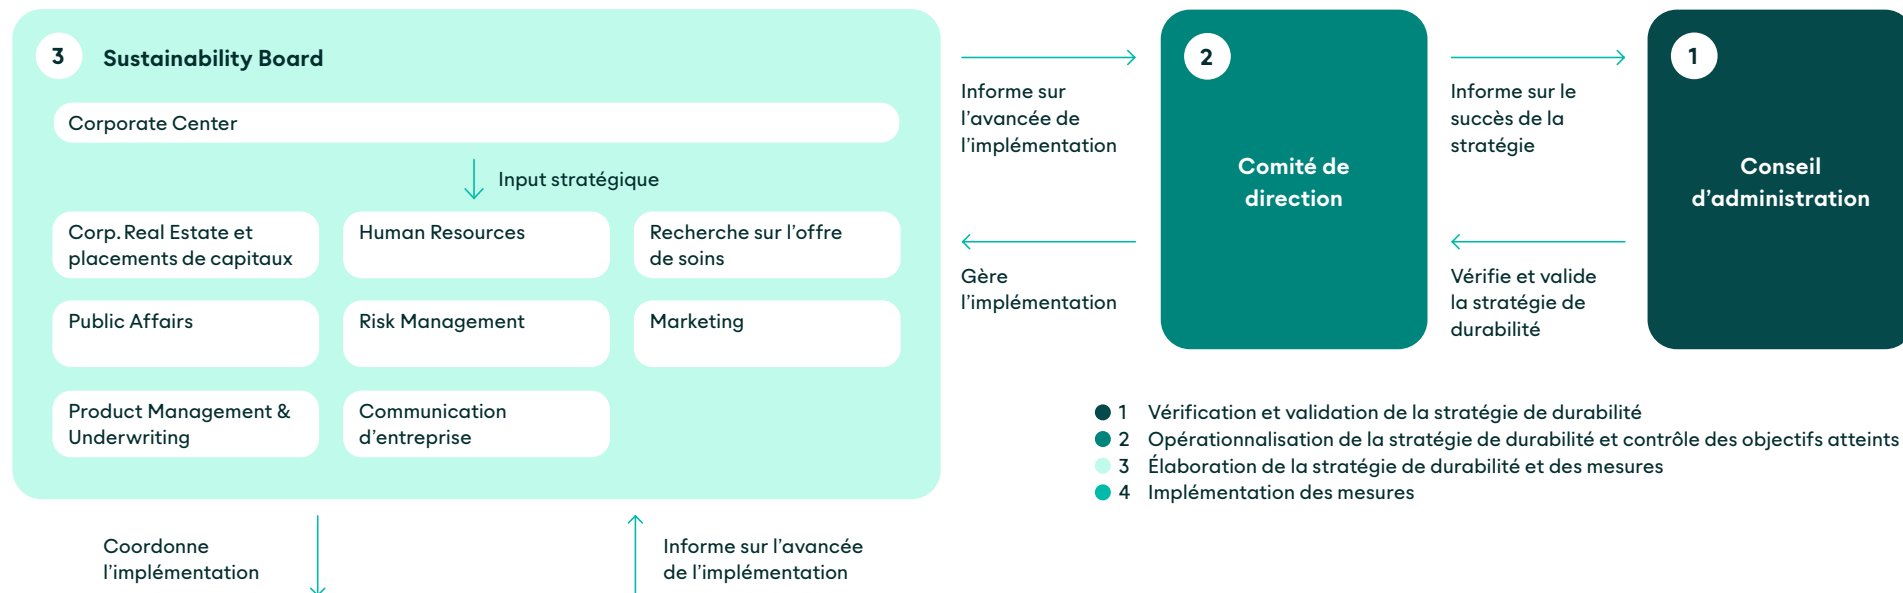 3
Sustainability Board
Corporate Center
Input stratégique
Corp. Real Estate et
placements de capitaux
Human Resources
Recherche sur l'offre
de soins
Public Affairs
Risk Management
Marketing
Product Management &
Underwriting
Communication
d'entreprise
Informe sur
l'avancée de
l'implémentation
Gère
l'implémentation
2
Comité de
direction
Informe sur le
succès de la
stratégie
Vérifie et valide
la stratégie de
durabilité
1
Conseil
d'administration
1 Vérification et validation de la stratégie de durabilité
2 Opérationnalisation de la stratégie de durabilité et contrôle des objectifs atteints
3 Élaboration de la stratégie de durabilité et des mesures
4 Implémentation des mesures
Coordonne
l'implémentation
Informe sur l'avancée
de l'implémentation